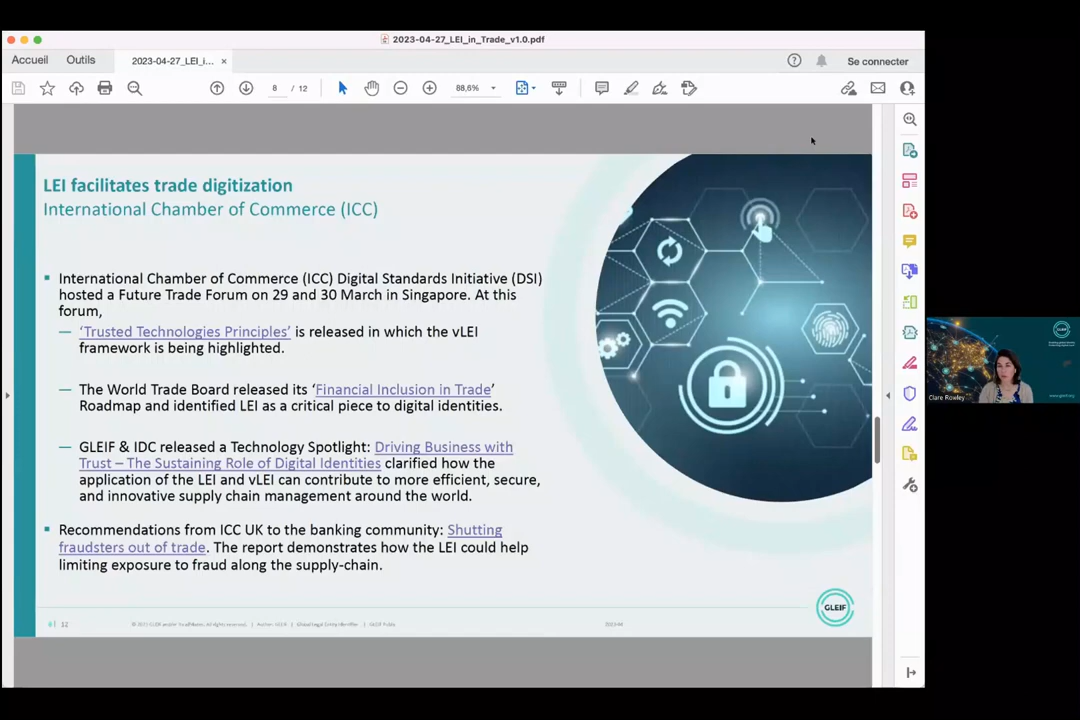 2023-04-27_LEI_in_Trade_v1.0.pdf
Accueil
Outils
2023-04-27_LEI_i...
Se connecter
8 / 12
88,6%
LEI facilitates trade digitization
International Chamber of Commerce (ICC)
International Chamber of Commerce (ICC) Digital Standards Initiative (DSI)
hosted a Future Trade Forum on 29 and 30 March in Singapore. At this
forum,
— ‘Trusted Technologies Principles’ is released in which the vLEI
framework is being highlighted.
— The World Trade Board released its ‘Financial Inclusion in Trade’
Roadmap and identified LEI as a critical piece to digital identities.
— GLEIF & IDC released a Technology Spotlight: Driving Business with
Trust – The Sustaining Role of Digital Identities clarified how the
application of the LEI and vLEI can contribute to more efficient, secure,
and innovative supply chain management around the world.
Recommendations from ICC UK to the banking community: Shutting
fraudsters out of trade. The report demonstrates how the LEI could help
limiting exposure to fraud along the supply-chain.
GLEIF
12
Clare Rowley